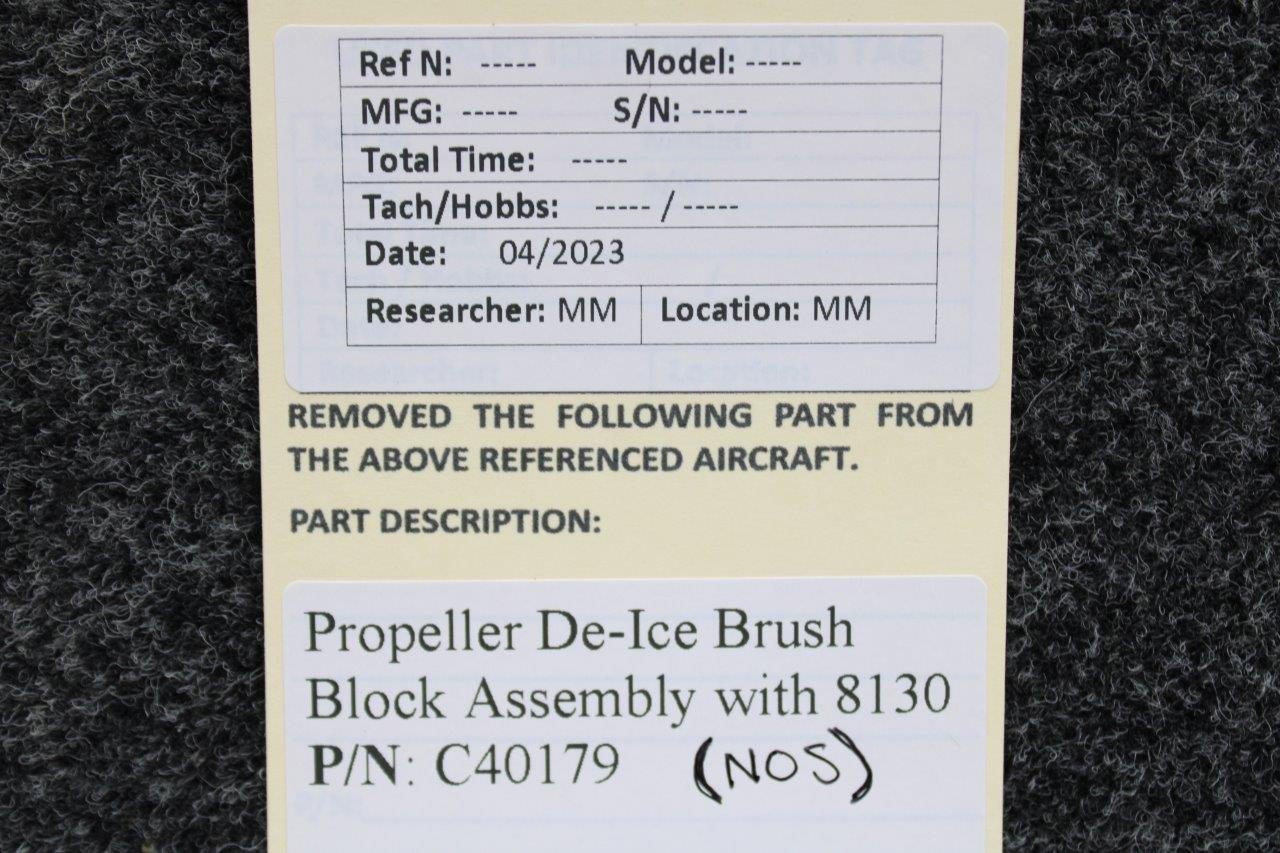 Ref N: ----- Model: -----
MFG: ----- S/N: -----
Total Time: -----
Tach/Hobbs: ----- / -----
Date: 04/2023
Researcher: MM Location: MM
REMOVED THE FOLLOWING PART FROM
THE ABOVE REFERENCED AIRCRAFT.
PART DESCRIPTION:
Propeller De-Ice Brush
Block Assembly with 8130
P/N: C40179 (NOS)